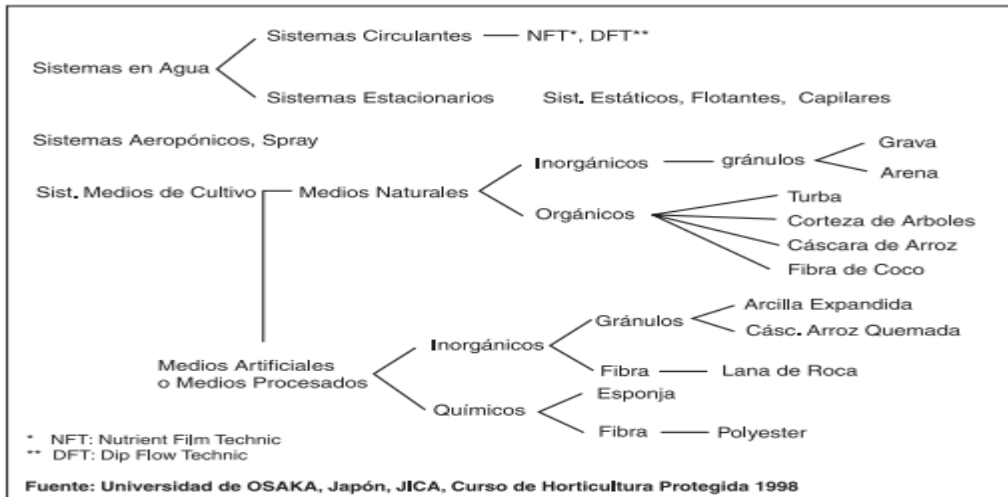 Sistemas Circulantes NFT*, DFT**
Sistemas en Agua
Sistemas Estacionarios Sist. Estáticos, Flotantes, Capilares
Sistemas Aeropónicos, Spray
Grava
Inorgánicos gránulos
Arena
Sist. Medios de Cultivo Medios Naturales
Turba
Orgánicos
Corteza de Arboles
Cáscara de Arroz
Fibra de Coco
Arcilla Expandida
Gránulos
Cásc. Arroz Quemada
Inorgánicos
Medios Artificiales
o Medios Procesados
Fibra Lana de Roca
Esponja
Químicos
Fibra Polyester
* NFT: Nutrient Film Technic
** DFT: Dip Flow Technic
Fuente: Universidad de OSAKA, Japón, JICA, Curso de Horticultura Protegida 1998